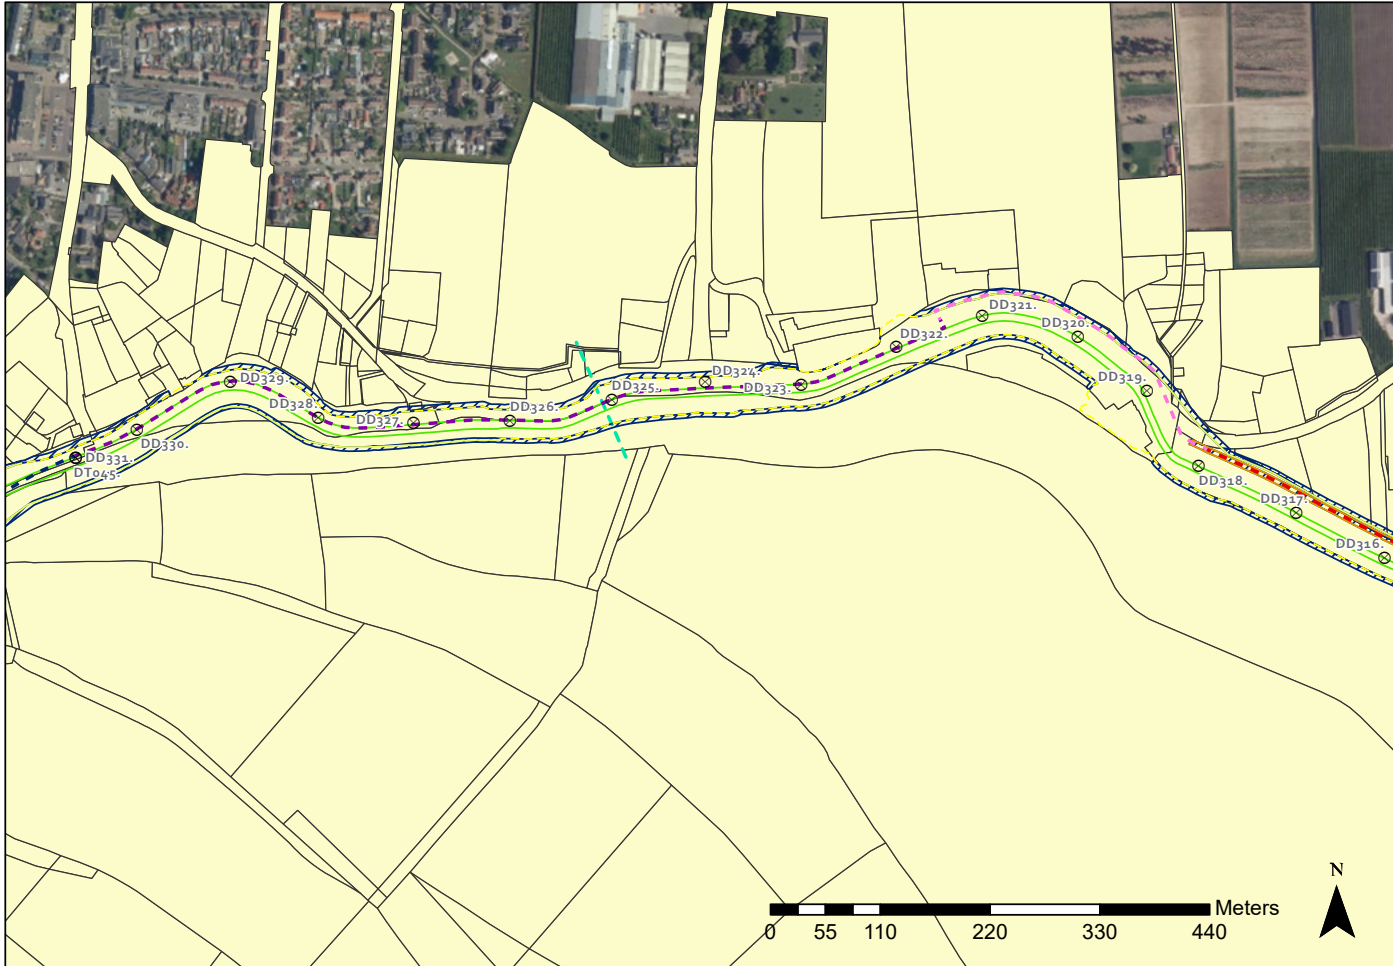 DD321.
DD320.
DD322.
DD319.
DD324.
DD323.
DD325.
DD329.
DD328.
DD327.
DD326.
DD330.
DD331.
DT045.
DD318.
DD317.
DD316.
N
Meters
0 55 110 220 330 440